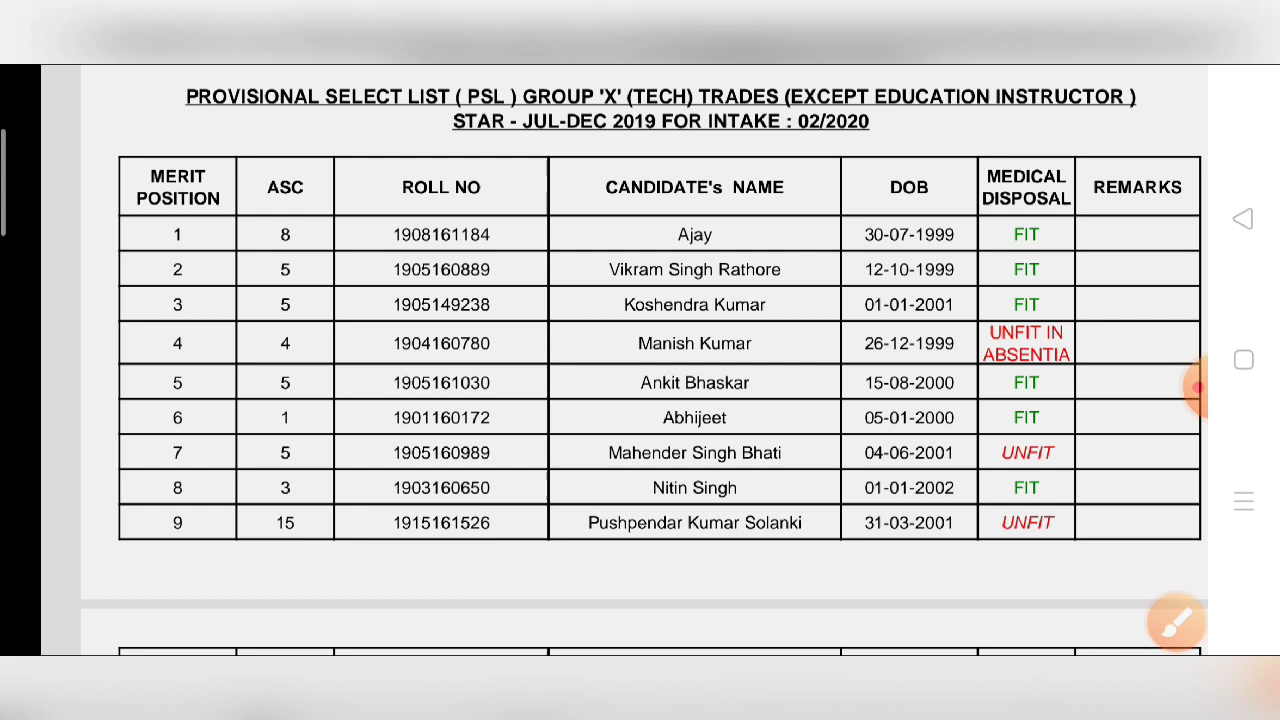 PROVISIONAL SELECT LIST ( PSL ) GROUP 'X' (TECH) TRADES (EXCEPT EDUCATION INSTRUCTOR )
STAR - JUL-DEC 2019 FOR INTAKE : 02/2020
MERIT POSITION ASC ROLL NO CANDIDATE's NAME DOB MEDICAL DISPOSAL REMARKS
1 8 1908161184 Ajay 30-07-1999 FIT
2 5 1905160889 Vikram Singh Rathore 12-10-1999 FIT
3 5 1905149238 Koshendra Kumar 01-01-2001 FIT
4 4 1904160780 Manish Kumar 26-12-1999 UNFIT IN ABSENTIA
5 5 1905161030 Ankit Bhaskar 15-08-2000 FIT
6 1 1901160172 Abhijeet 05-01-2000 FIT
7 5 1905160989 Mahender Singh Bhati 04-06-2001 UNFIT
8 3 1903160650 Nitin Singh 01-01-2002 FIT
9 15 1915161526 Pushpendar Kumar Solanki 31-03-2001 UNFIT